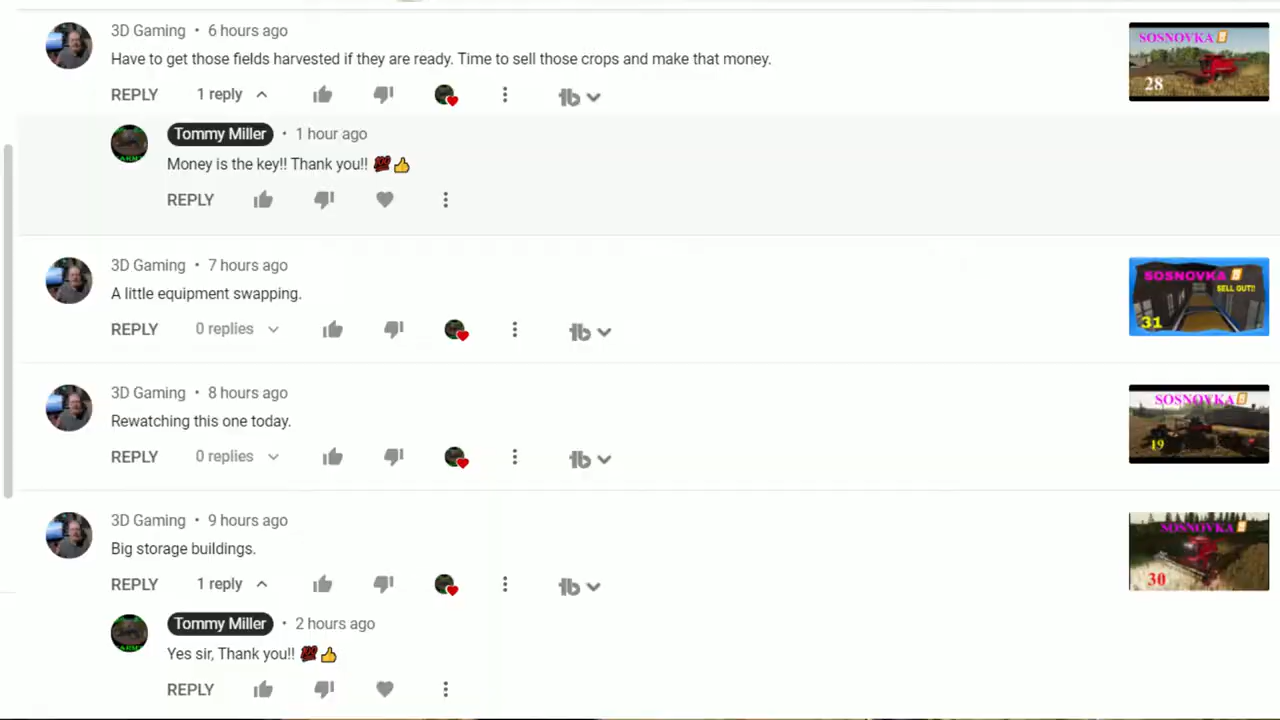 3D Gaming • 6 hours ago
Have to get those fields harvested if they are ready. Time to sell those crops and make that money.
REPLY 1 reply
SOSNOVKA
28
Tommy Miller • 1 hour ago
Money is the key!! Thank you!! 💯👍
REPLY
3D Gaming • 7 hours ago
A little equipment swapping.
REPLY 0 replies
SOSNOVKA
SELL OUT!!
31
3D Gaming • 8 hours ago
Rewatching this one today.
REPLY 0 replies
SOSNOVKA
19
3D Gaming • 9 hours ago
Big storage buildings.
REPLY 1 reply
SOSNOVKA
30
Tommy Miller • 2 hours ago
Yes sir, Thank you!! 💯👍
REPLY